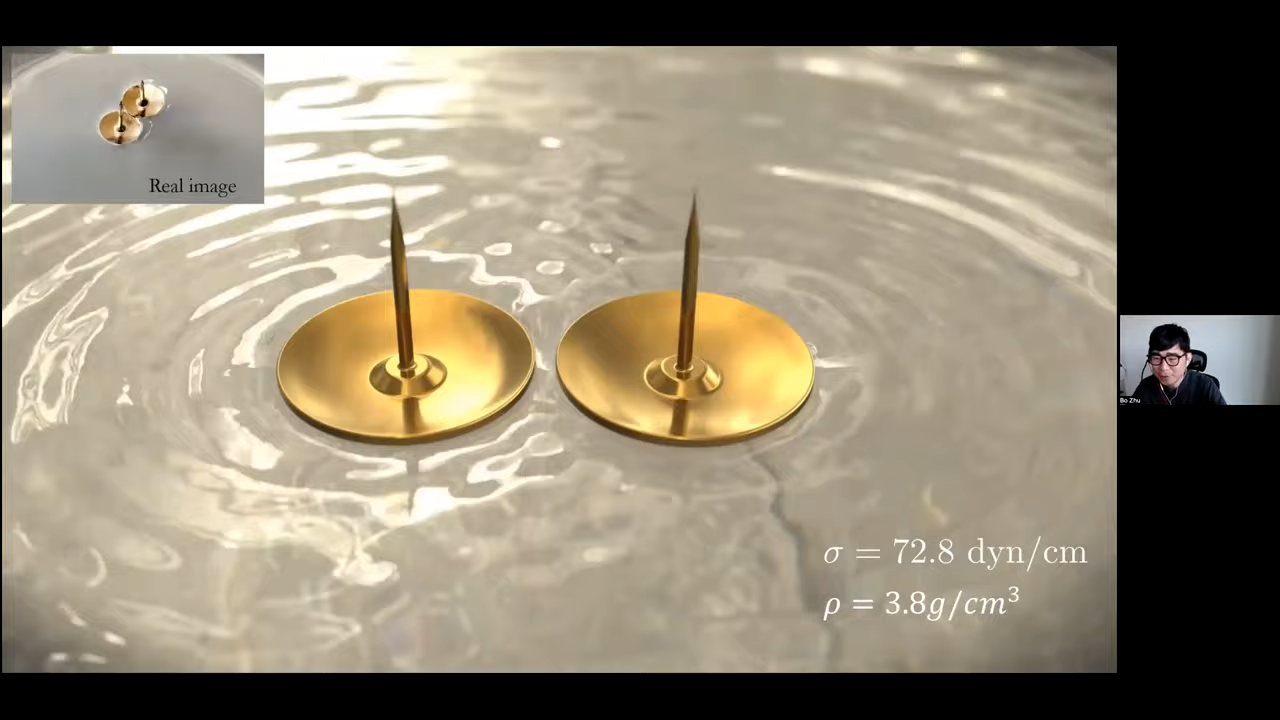 Real image
σ = 72.8 dyn/cm
ρ = 3.8g/cm³
Bo Zhu